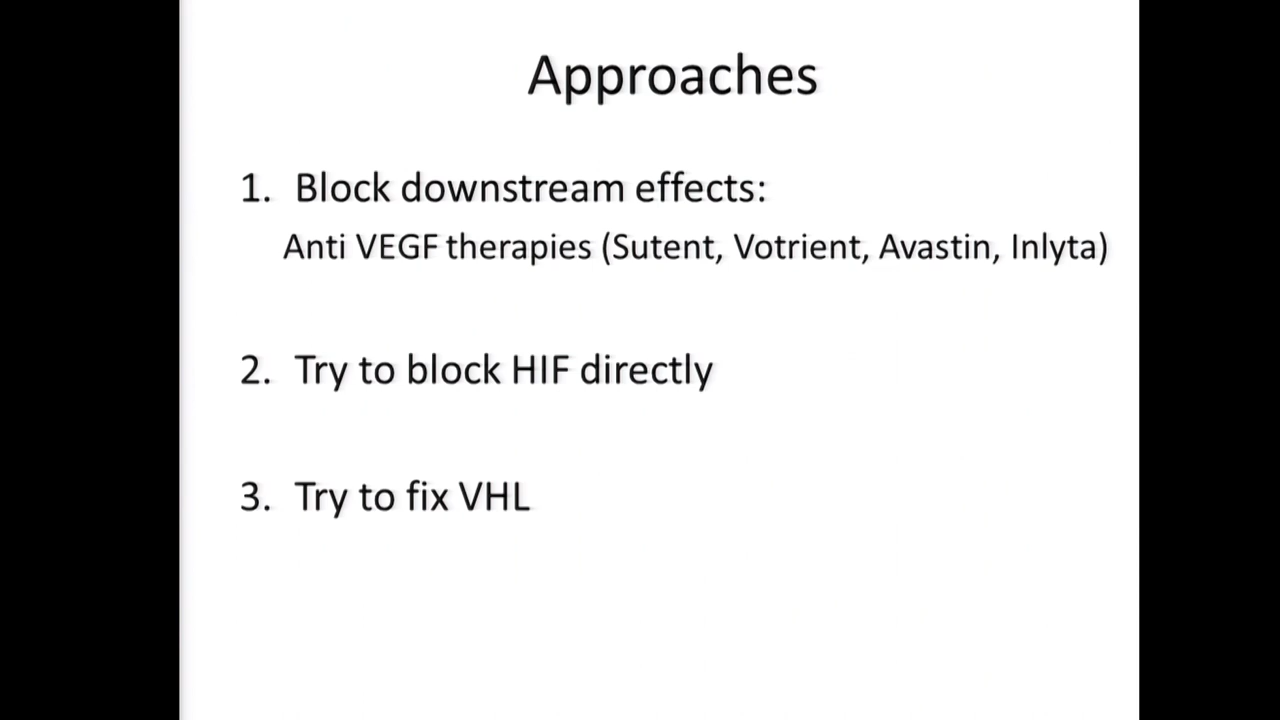 Approaches
1. Block downstream effects:
Anti VEGF therapies (Sutent, Votrient, Avastin, Inlyta)
2. Try to block HIF directly
3. Try to fix VHL